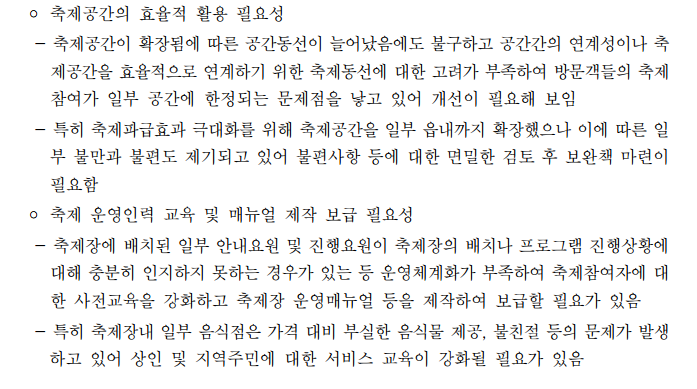 ○ 축제공간의 효율적 활용 필요성
- 축제공간이 확장됨에 따른 공간동선이 늘어났음에도 불구하고 공간간의 연계성이나 축
제공간을 효율적으로 연계하기 위한 축제동선에 대한 고려가 부족하여 방문객들의 축제
참여가 일부 공간에 한정되는 문제점을 낳고 있어 개선이 필요해 보임
- 특히 축제파급효과 극대화를 위해 축제공간을 일부 읍내까지 확장했으나 이에 따른 일
부 불만과 불편도 제기되고 있어 불편사항 등에 대한 면밀한 검토 후 보완책 마련이
필요함
○ 축제 운영인력 교육 및 매뉴얼 제작 보급 필요성
- 축제장에 배치된 일부 안내요원 및 진행요원이 축제장의 배치나 프로그램 진행상황에
대해 충분히 인지하지 못하는 경우가 있는 등 운영체계화가 부족하여 축제참여자에 대
한 사전교육을 강화하고 축제장 운영매뉴얼 등을 제작하여 보급할 필요가 있음
- 특히 축제장내 일부 음식점은 가격 대비 부실한 음식물 제공, 불친절 등의 문제가 발생
하고 있어 상인 및 지역주민에 대한 서비스 교육이 강화될 필요가 있음